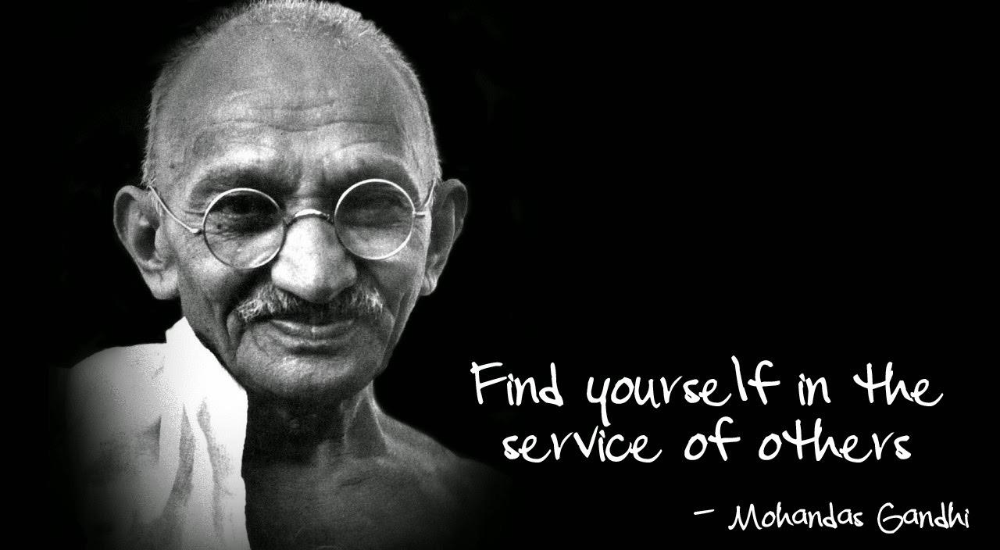 Find yourself in the
service of others
- Mohandas Gandhi